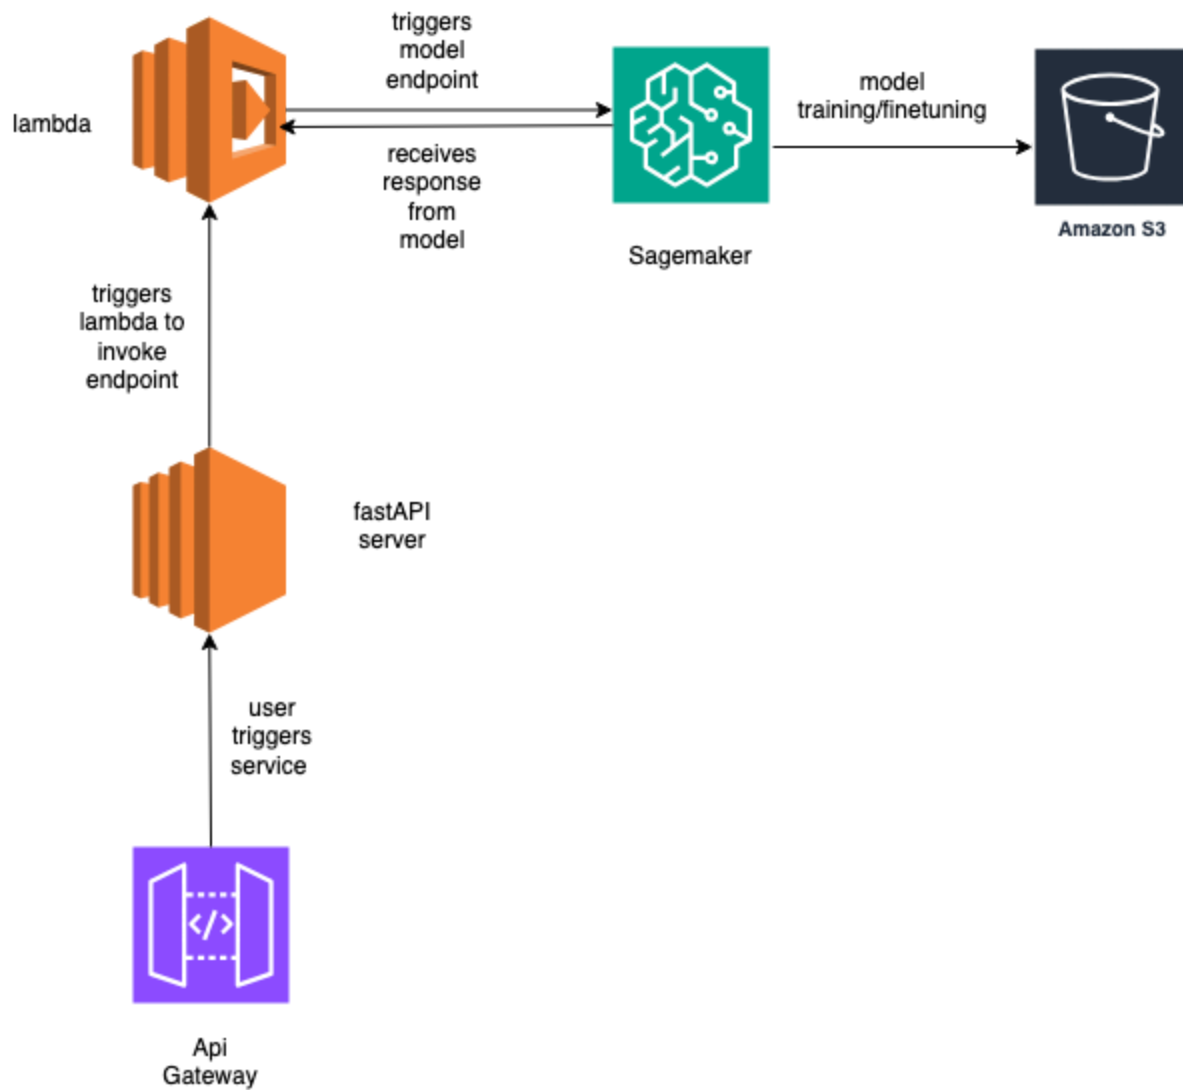 triggers
model
endpoint
model
training/finetuning
lambda
receives
response
from
model
Amazon S3
Sagemaker
triggers
lambda to
invoke
endpoint
fastAPI
server
user
triggers
service
</>
Api
Gateway